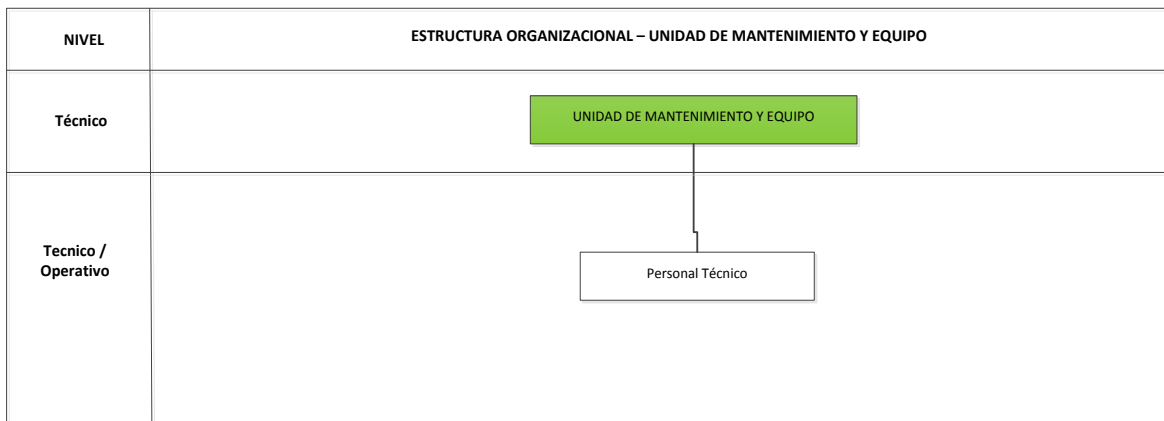 NIVEL
ESTRUCTURA ORGANIZACIONAL – UNIDAD DE MANTENIMIENTO Y EQUIPO
Técnico
UNIDAD DE MANTENIMIENTO Y EQUIPO
Tecnico /
Operativo
Personal Técnico